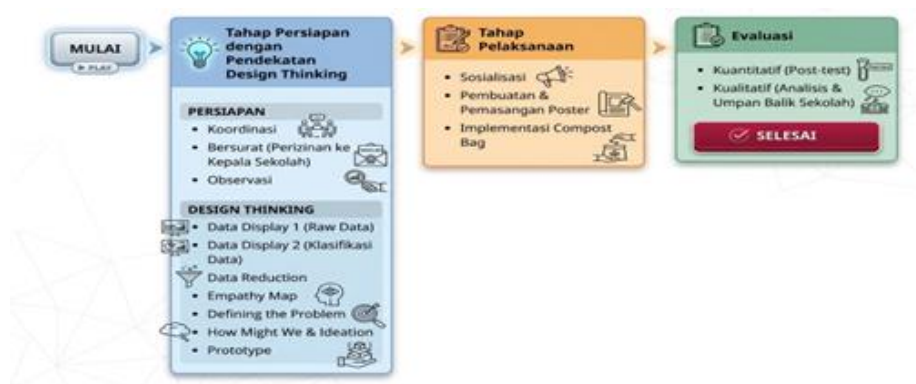 MULAI
PLAY
Tahap Persiapan
dengan
Pendekatan
Design Thinking
PERSIAPAN
• Koordinasi
• Bersurat (Perizinan ke
Kepala Sekolah)
• Observasi
DESIGN THINKING
• Data Display 1 (Raw Data)
• Data Display 2 (Klasifikasi
Data)
Data Reduction
• Empathy Map
• Defining the Problem
• How Might We & Ideation
• Prototype
Tahap
Pelaksanaan
• Sosialisasi
• Pembuatan &
Pemasangan Poster
• Implementasi Compost
Bag
Evaluasi
• Kuantitatif (Post-test)
• Kualitatif (Analisis &
Umpan Balik Sekolah)
SELESAI